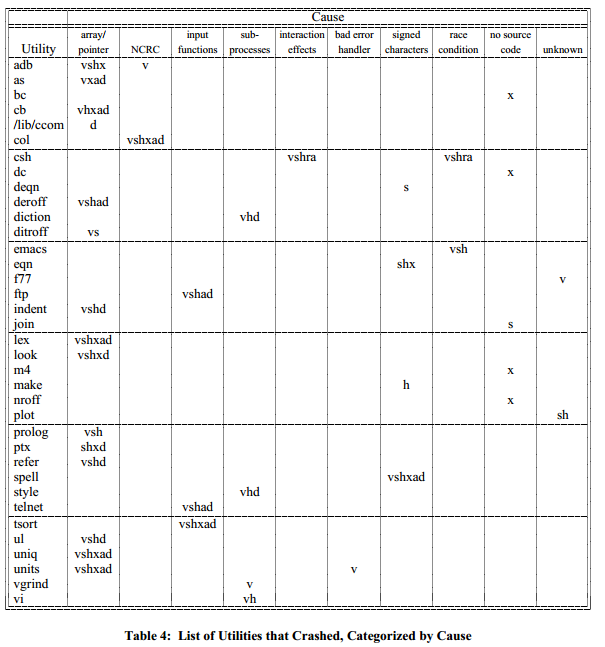 Cause
array/ input sub- interaction bad error signed race no source
Utility pointer NCRC functions processes effects handler characters condition code unknown
adb vshx v
as vxad
bc x
cb vhxad
/lib/ccom d
col vshxad
csh vshra vshra
dc x
deqn s
deroff vshad
diction vhd
ditroff vs
emacs vsh
eqn shx
f77 v
ftp vshad
indent vshd
join s
lex vshxad
look vshxd
m4 x
make h
nroff x
plot sh
prolog vsh
ptx shxd
refer vshd
spell vshxad
style vhd
telnet vshad
tsort vshxad
ul vshd
uniq vshxad
units vshxad v
vgrind v
vi vh
Table 4: List of Utilities that Crashed, Categorized by Cause